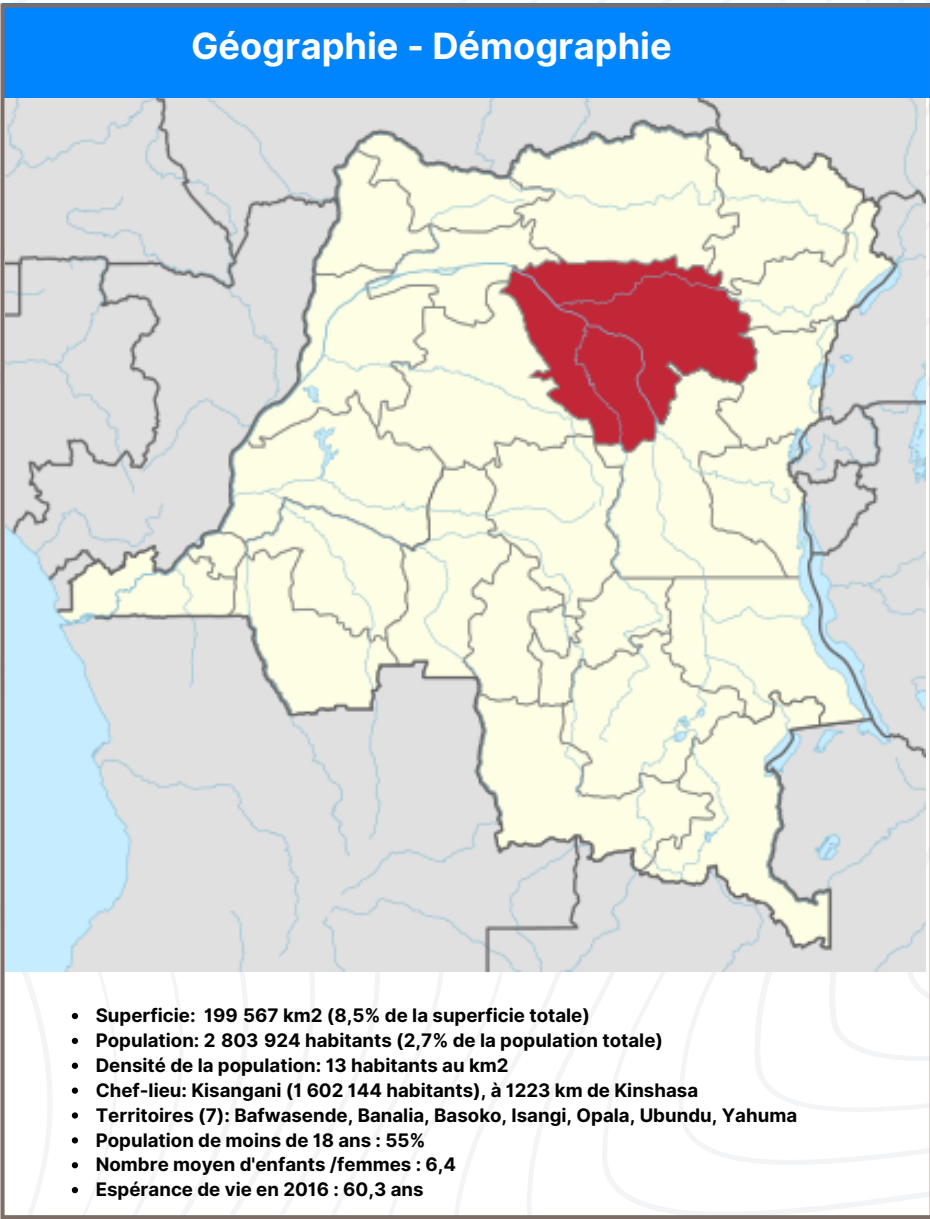 Géographie - Démographie
• Superficie: 199 567 km2 (8,5% de la superficie totale)
• Population: 2 803 924 habitants (2,7% de la population totale)
• Densité de la population: 13 habitants au km2
• Chef-lieu: Kisangani (1 602 144 habitants), à 1223 km de Kinshasa
• Territoires (7): Bafwasende, Banalia, Basoko, Isangi, Opala, Ubundu, Yahuma
• Population de moins de 18 ans : 55%
• Nombre moyen d'enfants /femmes : 6,4
• Espérance de vie en 2016 : 60,3 ans